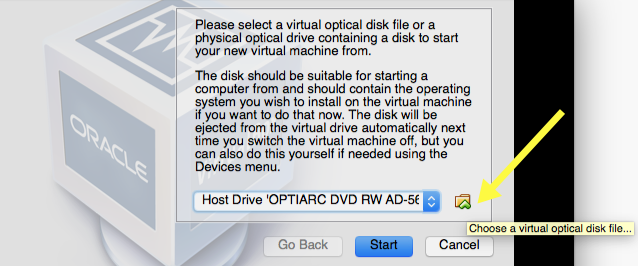 Please select a virtual optical disk file or a
physical optical drive containing a disk to start
your new virtual machine from.
The disk should be suitable for starting a
computer from and should contain the operating
system you wish to install on the virtual machine
if you want to do that now. The disk will be
ejected from the virtual drive automatically next
time you switch the virtual machine off, but you
can also do this yourself if needed using the
Devices menu.
ORACLE
Host Drive 'OPTIARC DVD RW AD-56
Choose a virtual optical disk file...
Go Back
Start
Cancel